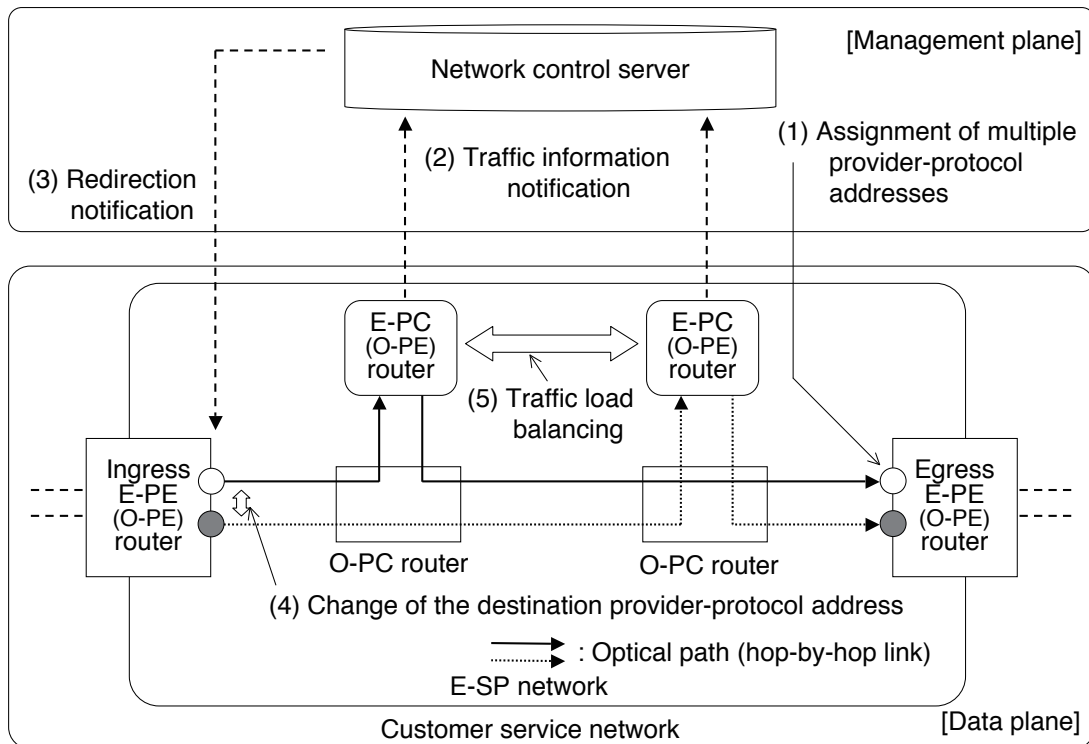 [Management plane]
Network control server
(1) Assignment of multiple
provider-protocol
addresses
(2) Traffic information
notification
(3) Redirection
notification
E-PC
(O-PE)
router
E-PC
(O-PE)
router
(5) Traffic load
balancing
Ingress
E-PE
(O-PE)
router
Egress
E-PE
(O-PE)
router
O-PC router
O-PC router
(4) Change of the destination provider-protocol address
: Optical path (hop-by-hop link)
E-SP network
Customer service network
[Data plane]